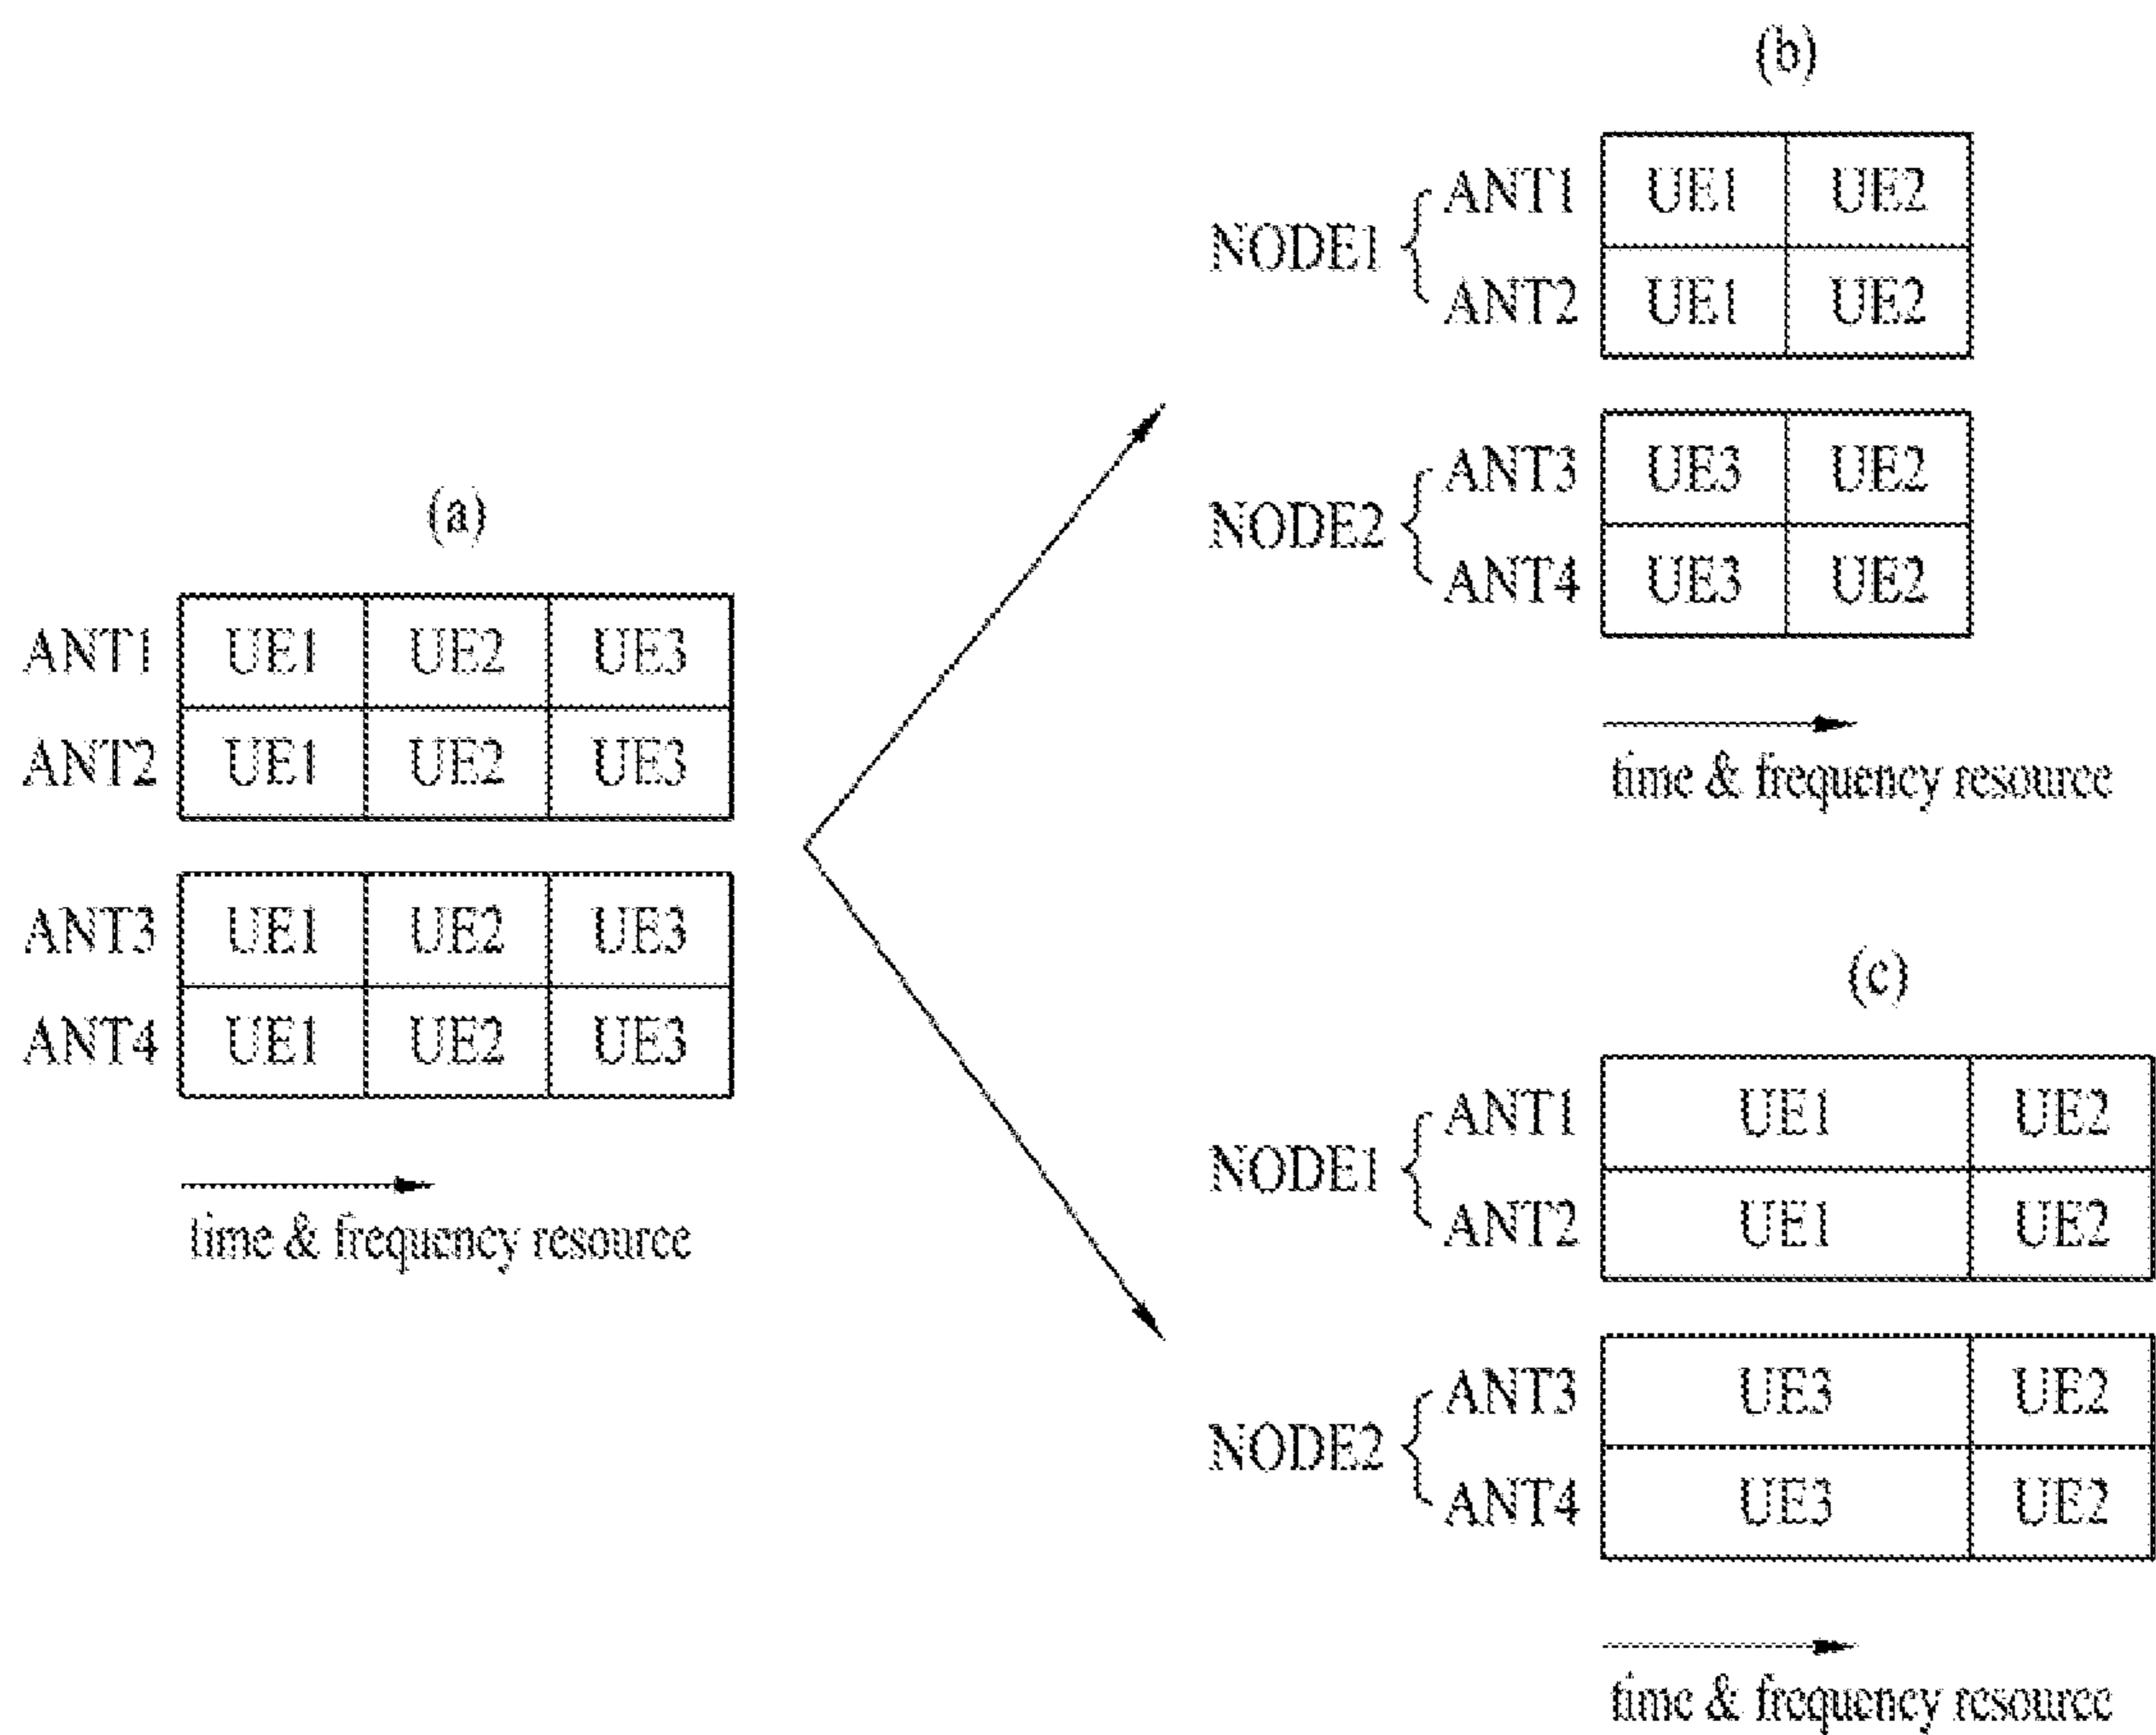 (a)
ANT1 UE1 UE2 UE3
ANT2 UE1 UE2 UE3
ANT3 UE1 UE2 UE3
ANT4 UE1 UE2 UE3
time & frequency resource
(b)
NODE1
ANT1 UE1 UE2
ANT2 UE1 UE2
NODE2
ANT3 UE3 UE2
ANT4 UE3 UE2
time & frequency resource
(c)
NODE1
ANT1 UE1 UE2
ANT2 UE1 UE2
NODE2
ANT3 UE3 UE2
ANT4 UE3 UE2
time & frequency resource